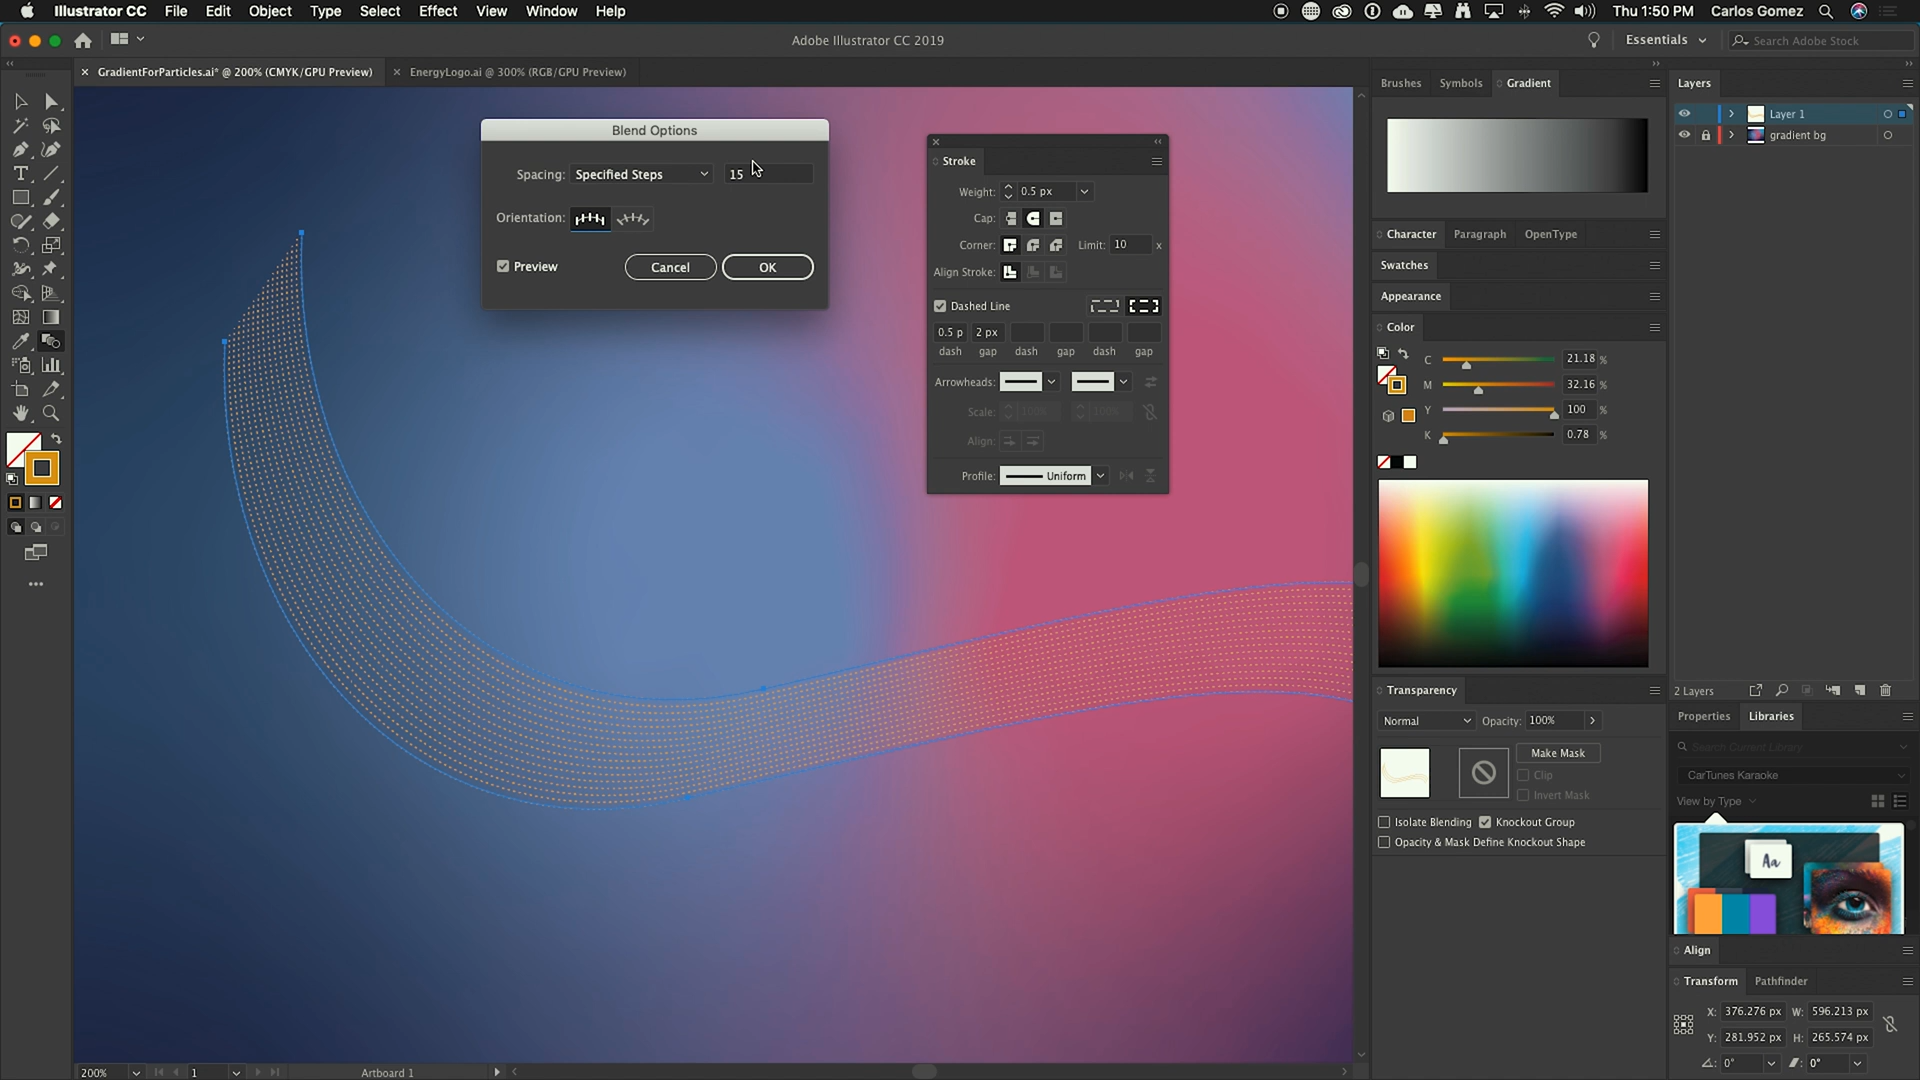 Illustrator CC File Edit Object Type Select Effect View Window Help
Thu 1:50 PM Carlos Gomez
Adobe Illustrator CC 2019
Essentials
Search Adobe Stock
GradientForParticles.ai* @ 200% (CMYK/GPU Preview)
EnergyLogo.ai @ 300% (RGB/GPU Preview)
Blend Options
Spacing: Specified Steps 15
Orientation:
Preview Cancel OK
Stroke
Weight: 0.5 px
Cap:
Corner: Limit: 10 x
Align Stroke:
Dashed Line
0.5 p 2 px
dash gap dash gap dash gap
Arrowheads:
Scale: 100% 100%
Align:
Profile: Uniform
Brushes Symbols Gradient
Character Paragraph OpenType
Swatches
Appearance
Color
C 21.18 %
M 32.16 %
Y 100 %
K 0.78 %
Transparency
Normal Opacity: 100%
Make Mask
Clip
Invert Mask
Isolate Blending Knockout Group
Opacity & Mask Define Knockout Shape
Layers
Layer 1
gradient bg
2 Layers
Properties Libraries
Search Current Library
CarTunes Karaoke
View by Type
Aa
Align
Transform Pathfinder
X: 376.276 px W: 596.213 px
Y: 281.952 px H: 265.574 px
0° 0°
200% 1 Artboard 1